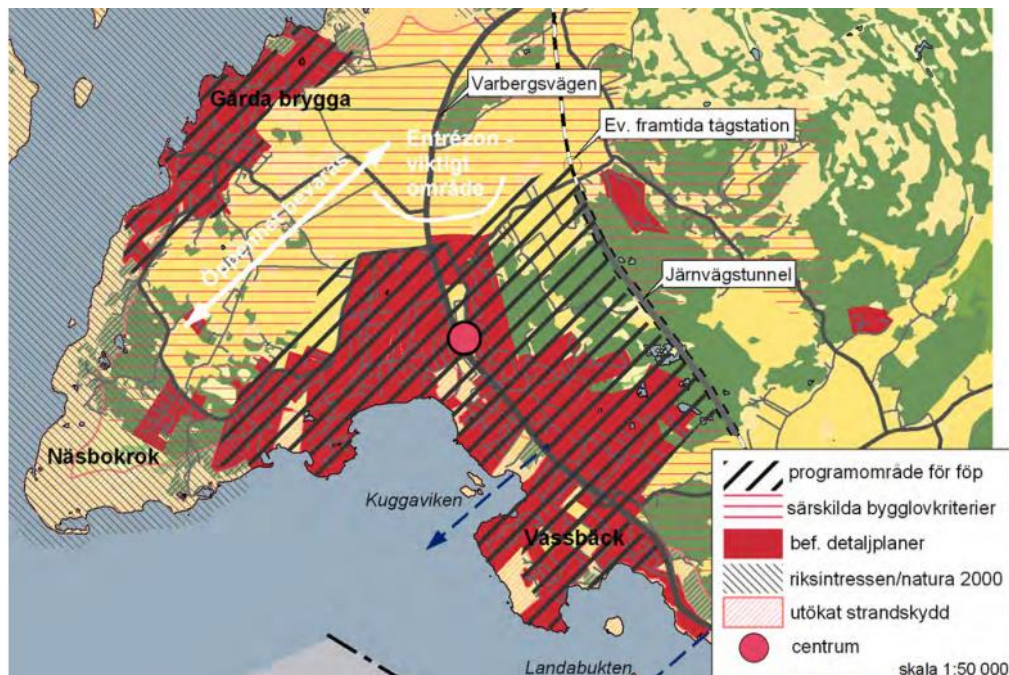 Gårda brygga
Varbergsvägen
Ev. framtida tågstation
Entrézon -
viktigt
område
Öppenhet bevaras
Järnvägstunnel
Näsbokrok
Kuggaviken
Vässbäck
Landabukten
programområde för föp
särskilda bygglovkriterier
bef. detaljplaner
riksintressen/natura 2000
utökat strandskydd
centrum
skala 1:50 000